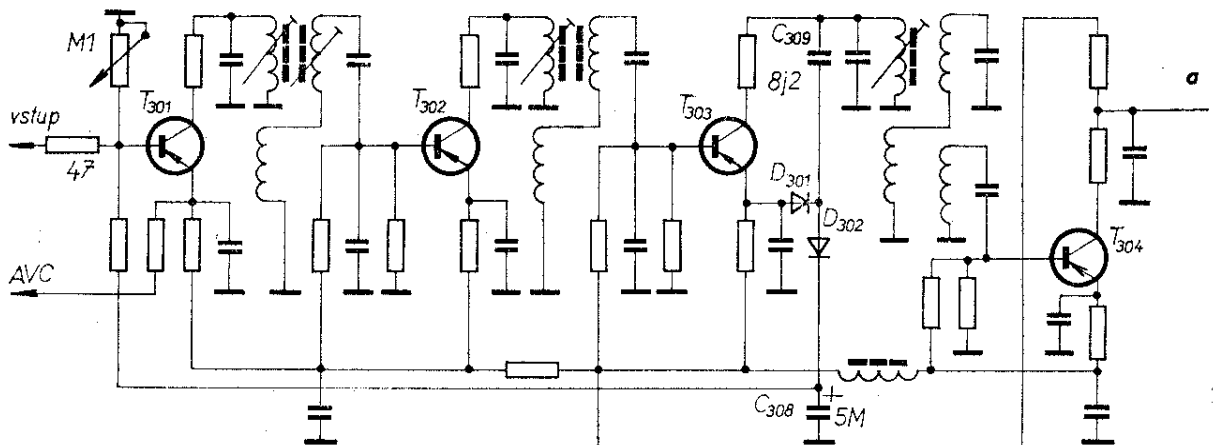 M1
vstup
47
AVC
T301
T302
T303
C309
8j2
D301
D302
C308
+
5M
T304
a